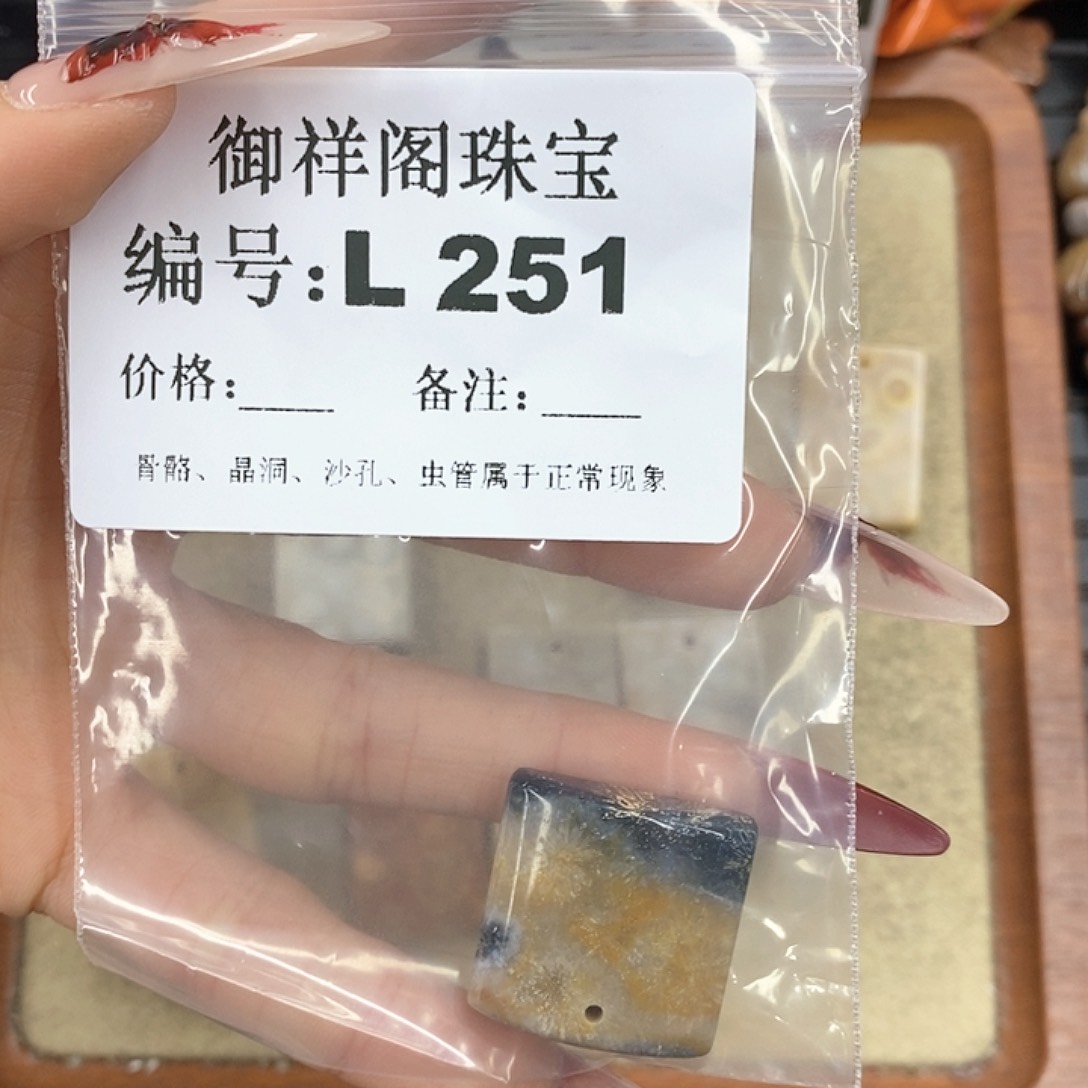 御祥阁珠宝
编号:L 251
价格:____ 备注:____
骨骼、晶洞、沙孔、虫管属于正常现象